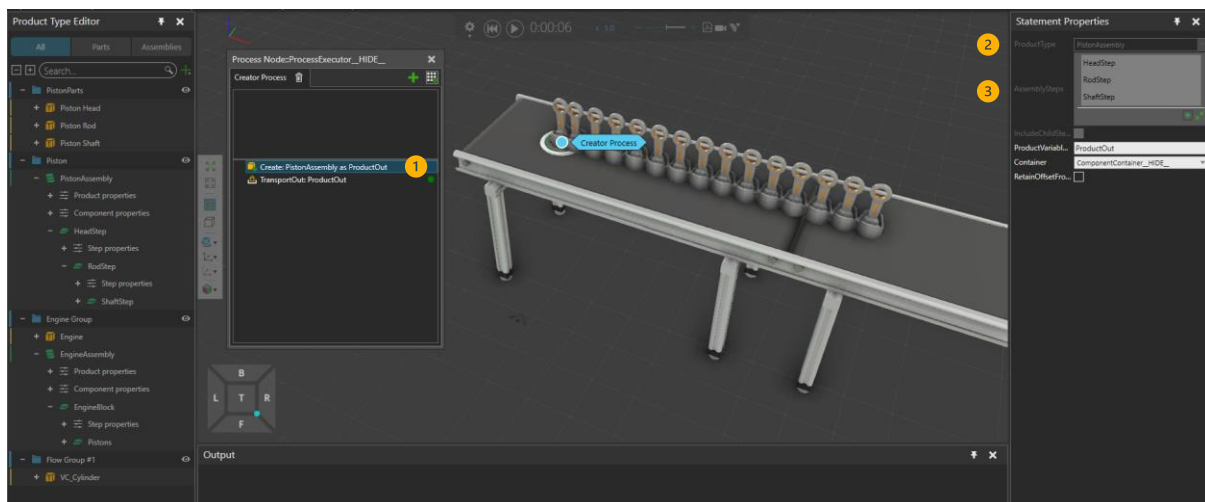 Product Type Editor
All
Parts
Assemblies
Search...
PistonParts
Piston Head
Piston Rod
Piston Shaft
Piston
PistonAssembly
Product properties
Component properties
HeadStep
Step properties
RodStep
Step properties
ShaftStep
Engine Group
Engine
EngineAssembly
Product properties
Component properties
EngineBlock
Step properties
Pistons
Flow Group #1
VC_Cylinder
0:00:06
x 1.0
Process Node::ProcessExecutor__HIDE__
Creator Process
Create: PistonAssembly as ProductOut
1
TransportOut: ProductOut
Creator Process
B
L T R
F
Output
Statement Properties
2
ProductType
PistonAssembly
HeadStep
RodStep
3
AssemblySteps
ShaftStep
IncludeChildSte...
ProductVariabl...
ProductOut
Container
ComponentContainer__HIDE__
RetainOffsetFro...